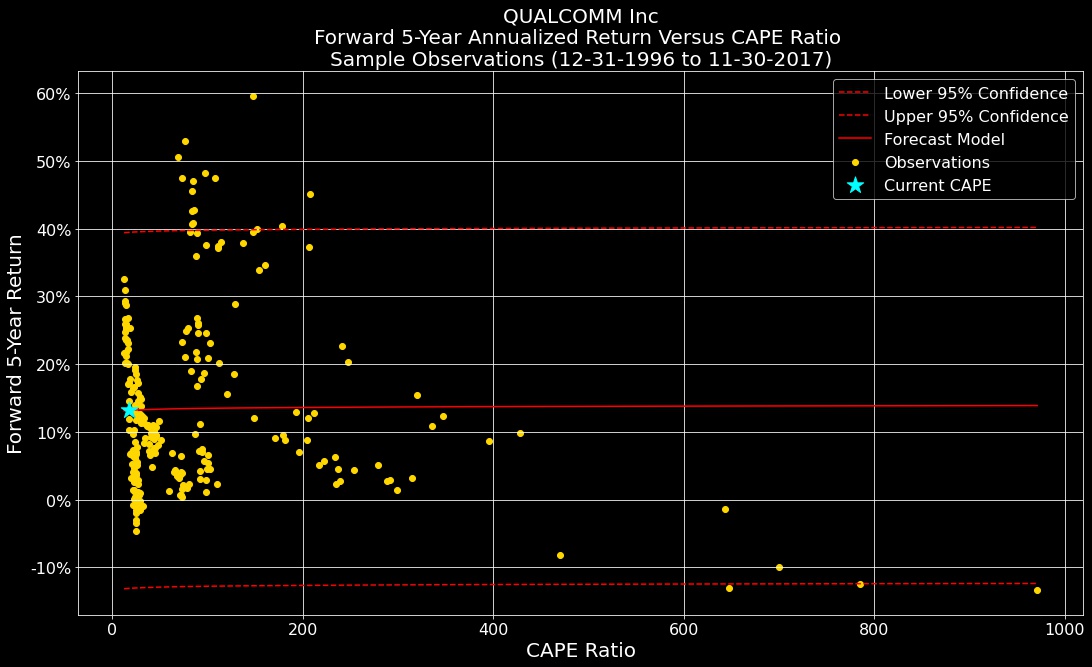 QUALCOMM Inc
Forward 5-Year Annualized Return Versus CAPE Ratio
Sample Observations (12-31-1996 to 11-30-2017)
Lower 95% Confidence
Upper 95% Confidence
Forecast Model
Observations
Current CAPE
Forward 5-Year Return
60%
50%
40%
30%
20%
10%
0%
-10%
0 200 400 600 800 1000
CAPE Ratio